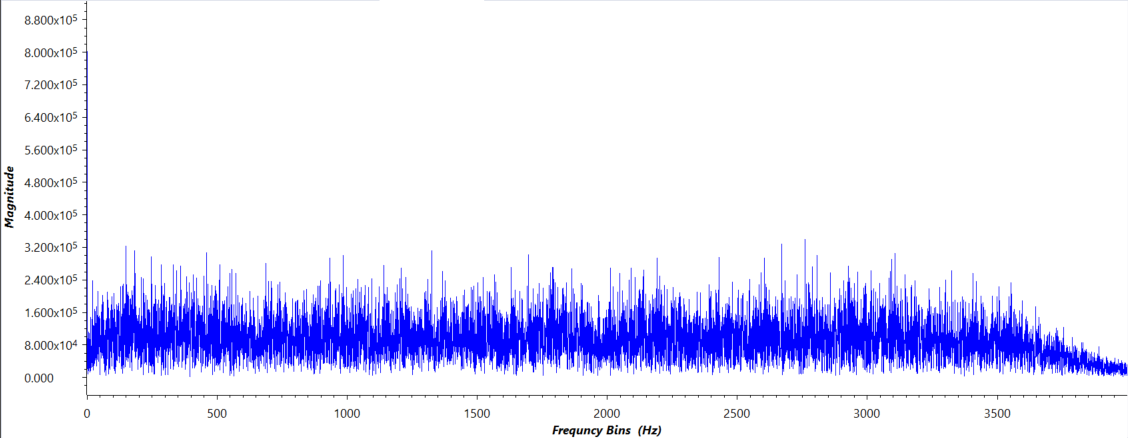 8.800x10⁵
8.000x10⁵
7.200x10⁵
6.400x10⁵
5.600x10⁵
4.800x10⁵
4.000x10⁵
3.200x10⁵
2.400x10⁵
1.600x10⁵
8.000x10⁴
0.000
Magnitude
0 500 1000 1500 2000 2500 3000 3500
Frequncy Bins (Hz)